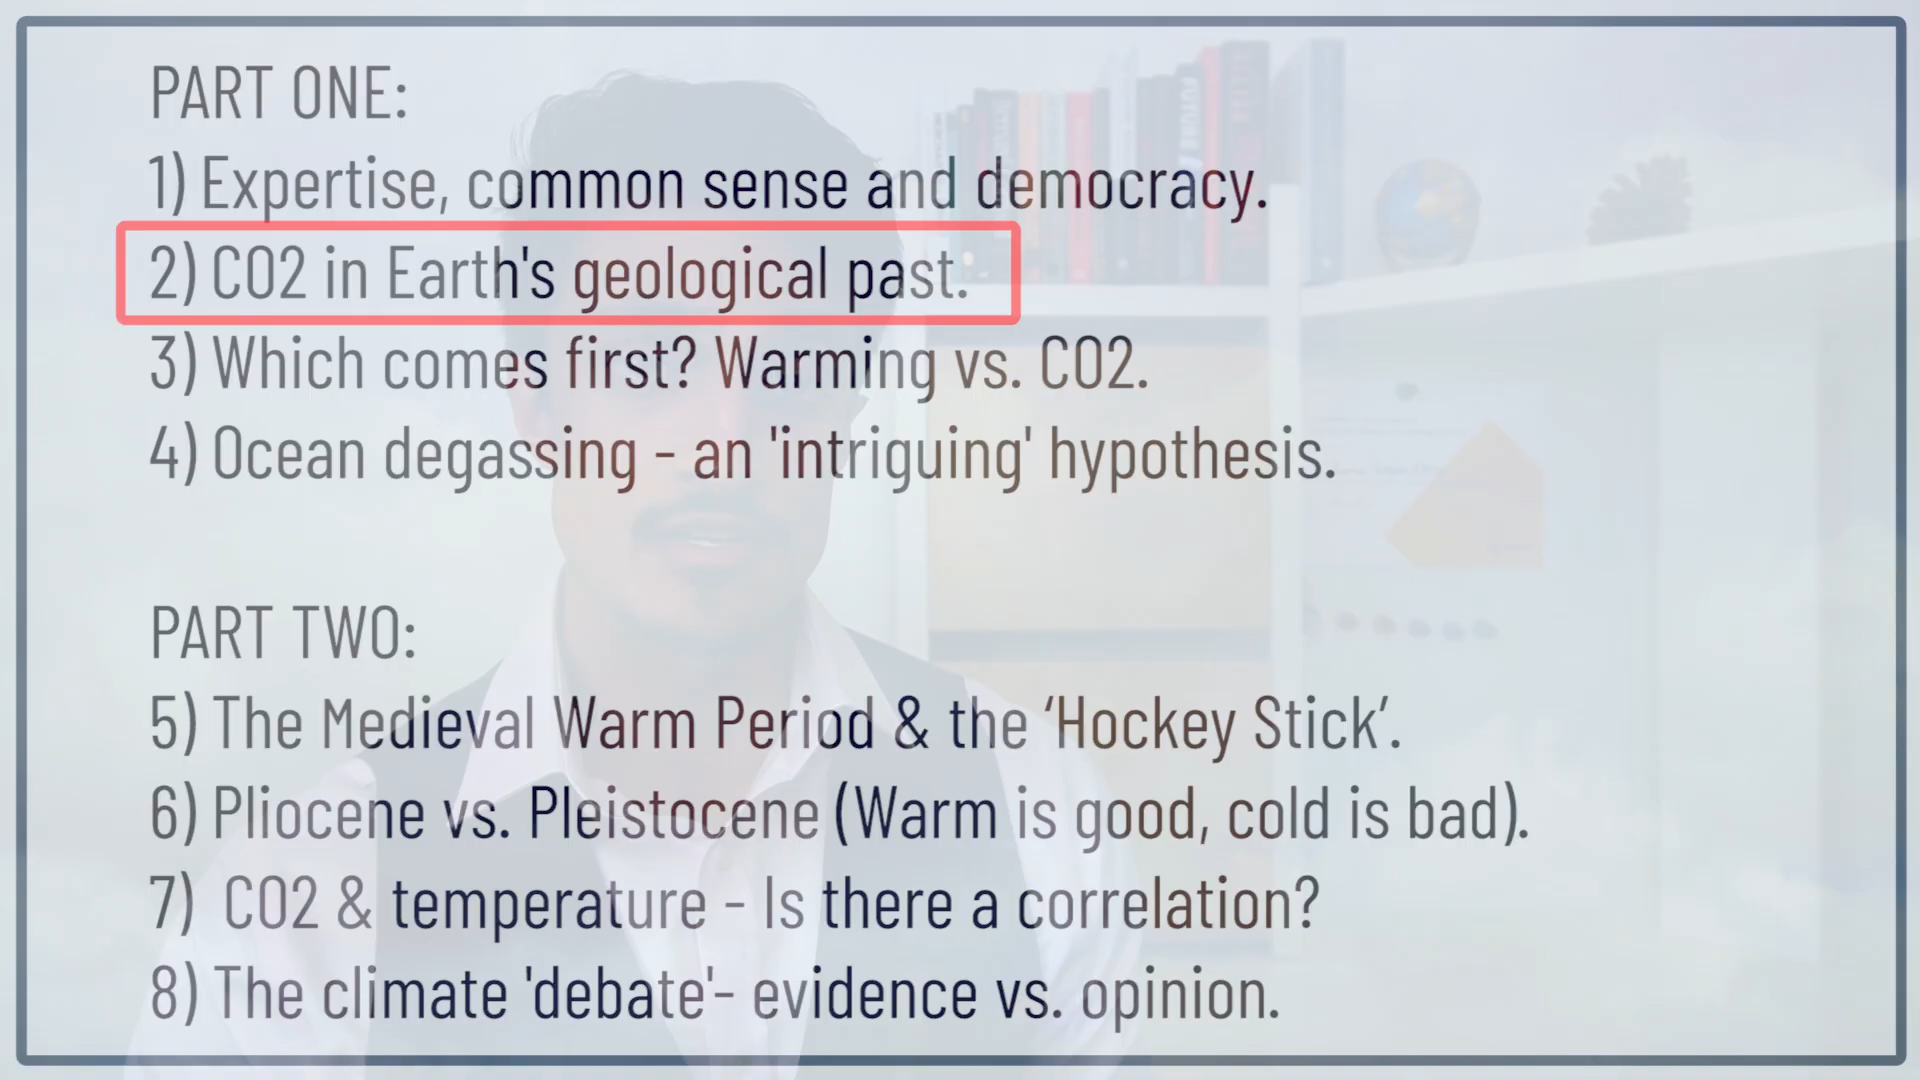 PART ONE:
1) Expertise, common sense and democracy.
2) CO2 in Earth's geological past.
3) Which comes first? Warming vs. CO2.
4) Ocean degassing - an 'intriguing' hypothesis.
PART TWO:
5) The Medieval Warm Period & the ‘Hockey Stick’.
6) Pliocene vs. Pleistocene (Warm is good, cold is bad).
7) CO2 & temperature - Is there a correlation?
8) The climate 'debate'- evidence vs. opinion.